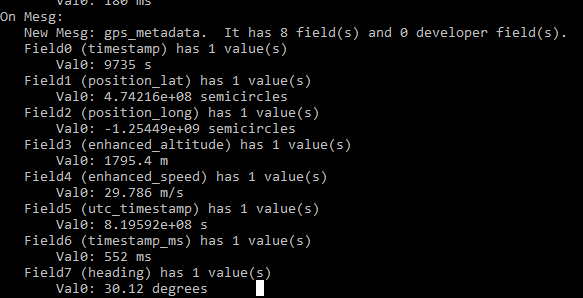 Val0: 180 ms
On Mesg:
New Mesg: gps_metadata.  It has 8 field(s) and 0 developer field(s).
Field0 (timestamp) has 1 value(s)
Val0: 9735 s
Field1 (position_lat) has 1 value(s)
Val0: 4.74216e+08 semicircles
Field2 (position_long) has 1 value(s)
Val0: -1.25449e+09 semicircles
Field3 (enhanced_altitude) has 1 value(s)
Val0: 1795.4 m
Field4 (enhanced_speed) has 1 value(s)
Val0: 29.786 m/s
Field5 (utc_timestamp) has 1 value(s)
Val0: 8.19592e+08 s
Field6 (timestamp_ms) has 1 value(s)
Val0: 552 ms
Field7 (heading) has 1 value(s)
Val0: 30.12 degrees